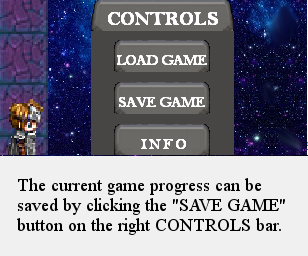 CONTROLS
LOAD GAME
SAVE GAME
INFO
The current game progress can be
saved by clicking the "SAVE GAME"
button on the right CONTROLS bar.